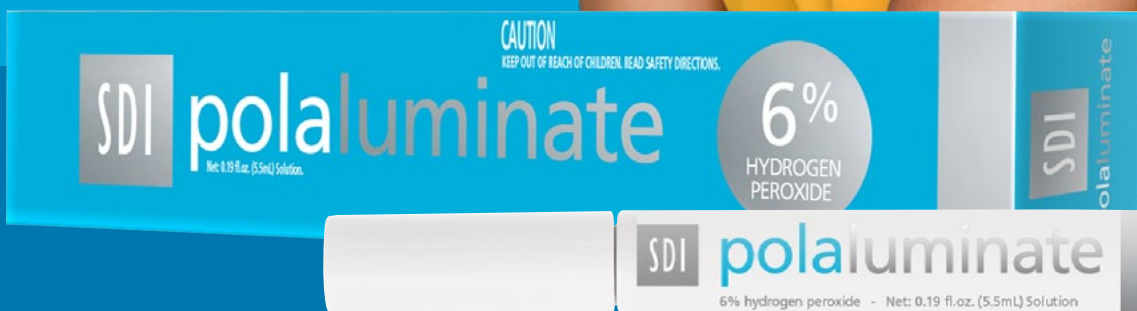 CAUTION
KEEP OUT OF REACH OF CHILDREN. READ SAFETY DIRECTIONS.
SDI polaluminate
Net: 0.19 fl.oz. (5.5mL) Solution.
6%
HYDROGEN
PEROXIDE
SDI
olaluminate
SDI polaluminate
6% hydrogen peroxide - Net: 0.19 fl.oz. (5.5mL) Solution